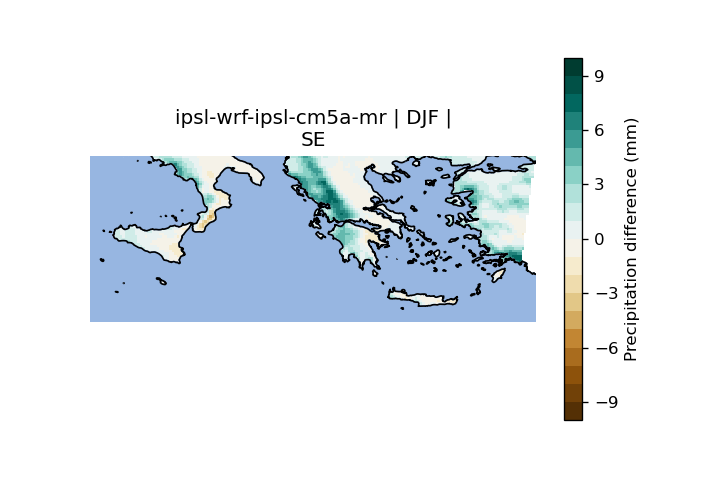 ipsl-wrf-ipsl-cm5a-mr | DJF |
SE
9
6
3
0
−3
−6
−9
Precipitation difference (mm)